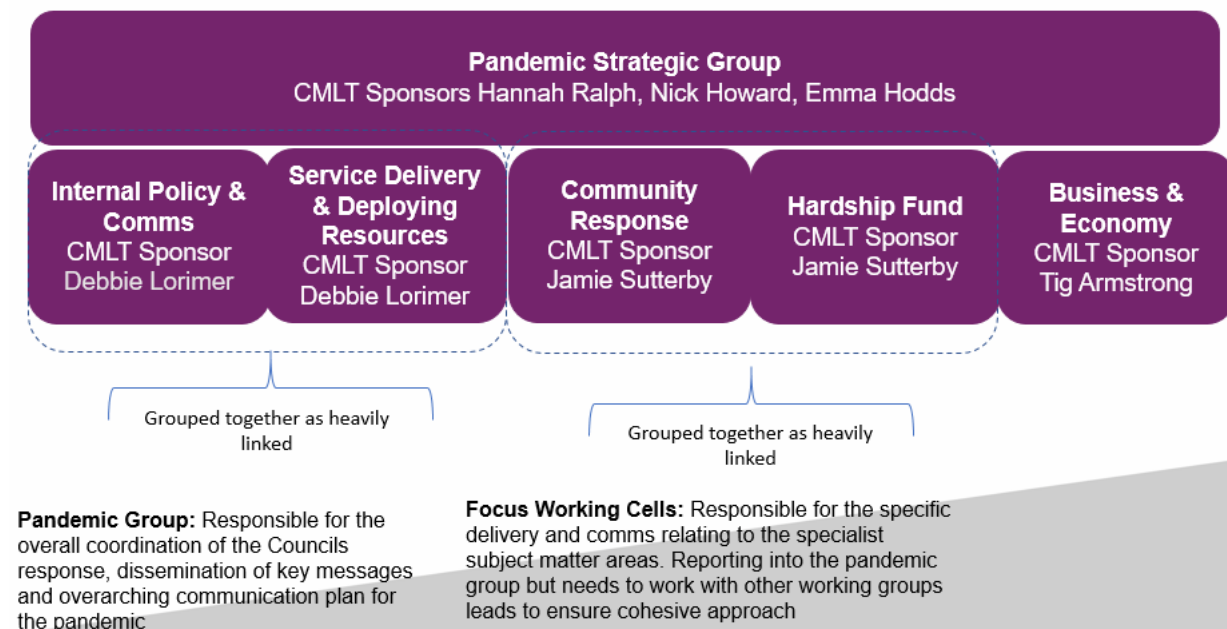 Pandemic Strategic Group
CMLT Sponsors Hannah Ralph, Nick Howard, Emma Hodds
Internal Policy &
Comms
CMLT Sponsor
Debbie Lorimer
Service Delivery
& Deploying
Resources
CMLT Sponsor
Debbie Lorimer
Community
Response
CMLT Sponsor
Jamie Sutterby
Hardship Fund
CMLT Sponsor
Jamie Sutterby
Business &
Economy
CMLT Sponsor
Tig Armstrong
Grouped together as heavily
linked
Grouped together as heavily
linked
Pandemic Group: Responsible for the
overall coordination of the Councils
response, dissemination of key messages
and overarching communication plan for
the pandemic
Focus Working Cells: Responsible for the specific
delivery and comms relating to the specialist
subject matter areas. Reporting into the pandemic
group but needs to work with other working groups
leads to ensure cohesive approach